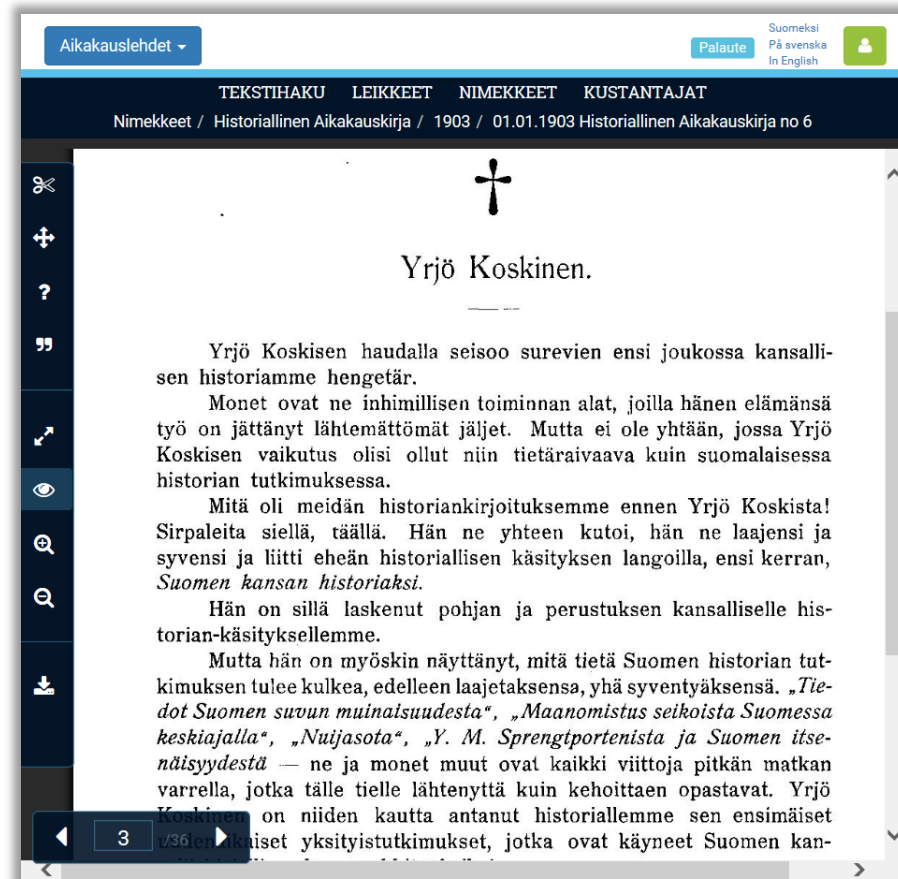 Aikakauslehdet
Palaute
Suomeksi
På svenska
In English
TEKSTIHAKU LEIKKEET NIMEKKEET KUSTANTAJAT
Nimekkeet / Historiallinen Aikakauskirja / 1903 / 01.01.1903 Historiallinen Aikakauskirja no 6
Yrjö Koskinen.
Yrjö Koskisen haudalla seisoo surevien ensi joukossa kansalli-
sen historiamme hengetär.
Monet ovat ne inhimillisen toiminnan alat, joilla hänen elämänsä
työ on jättänyt lähtemättömät jäljet. Mutta ei ole yhtään, jossa Yrjö
Koskisen vaikutus olisi ollut niin tietäraivaava kuin suomalaisessa
historian tutkimuksessa.
Mitä oli meidän historiankirjoituksemme ennen Yrjö Koskista!
Sirpaleita siellä, täällä. Hän ne yhteen kutoi, hän ne laajensi ja
syvensi ja liitti eheän historiallisen käsityksen langoilla, ensi kerran,
Suomen kansan historiaksi.
Hän on sillä laskenut pohjan ja perustuksen kansalliselle his-
torian-käsityksellemme.
Mutta hän on myöskin näyttänyt, mitä tietä Suomen historian tut-
kimuksen tulee kulkea, edelleen laajetaksensa, yhä syventyäksensä. „Tie-
dot Suomen suvun muinaisuudesta“, „Maanomistus seikoista Suomessa
keskiajalla“, „Nuijasota“, „Y. M. Sprengtportenista ja Suomen itse-
näisyydestä — ne ja monet muut ovat kaikki viittoja pitkän matkan
varrella, jotka tälle tielle lähtenyttä kuin kehoittaen opastavat. Yrjö
Koskinen on niiden kautta antanut historiallemme sen ensimäiset
uudenaikaiset yksityistutkimukset, jotka ovat käyneet Suomen kan-
3 /36